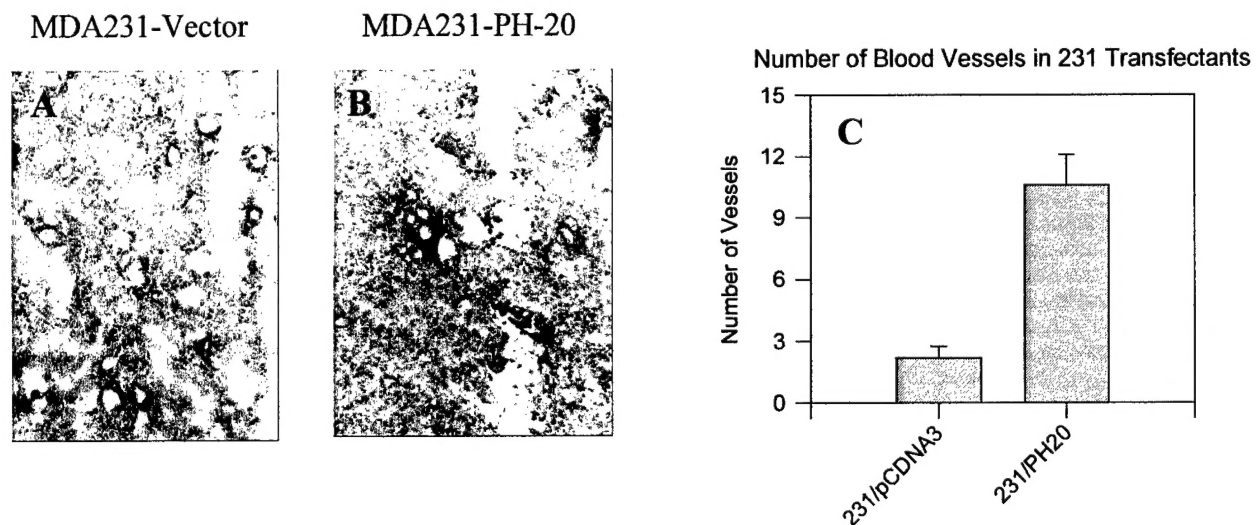 MDA231-Vector
MDA231-PH-20
A
B
Number of Blood Vessels in 231 Transfectants
C
Number of Vessels
15
12
9
6
3
0
231/pCDNA3
231/PH20